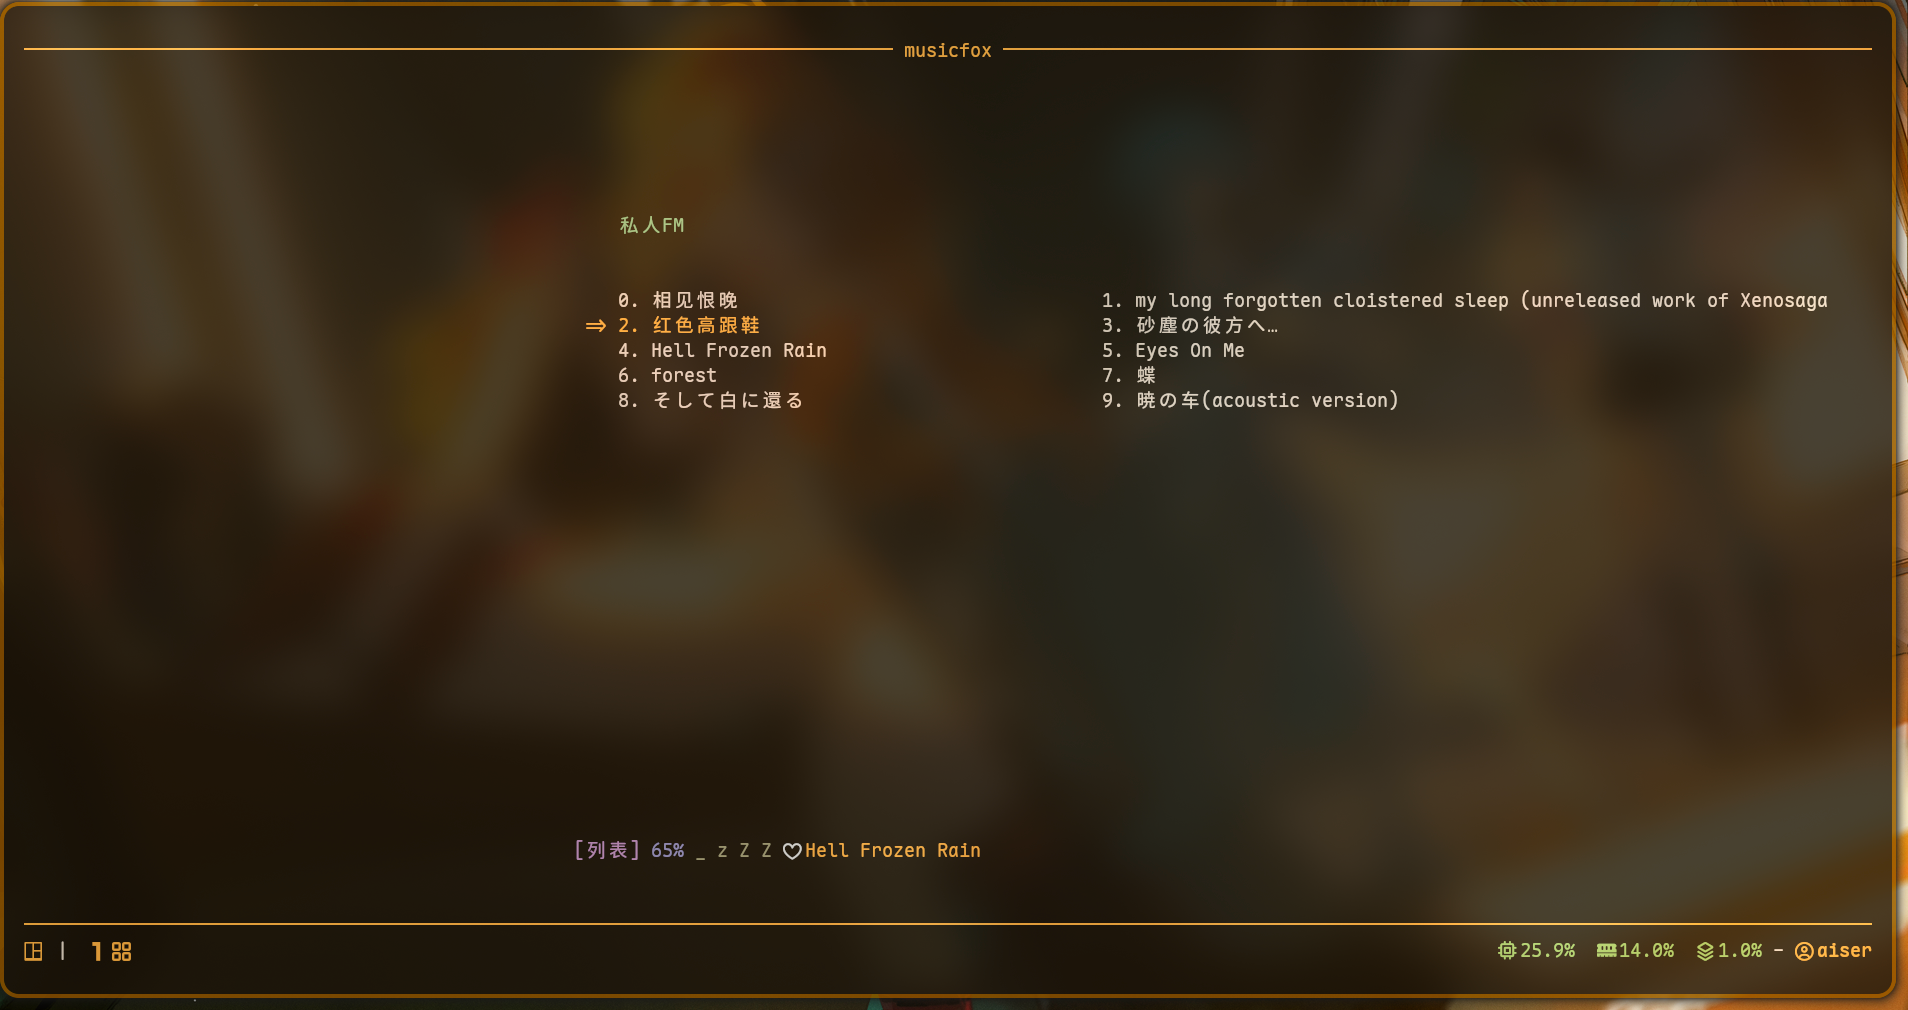 musicfox
私人FM
0. 相见恨晚 1. my long forgotten cloistered sleep (unreleased work of Xenosaga
=> 2. 红色高跟鞋 3. 砂塵の彼方へ…
4. Hell Frozen Rain 5. Eyes On Me
6. forest 7. 蝶
8. そして白に還る 9. 暁の车(acoustic version)
[列表] 65% _ z Z Z ♡Hell Frozen Rain
| 1 25.9% 14.0% 1.0% - aiser